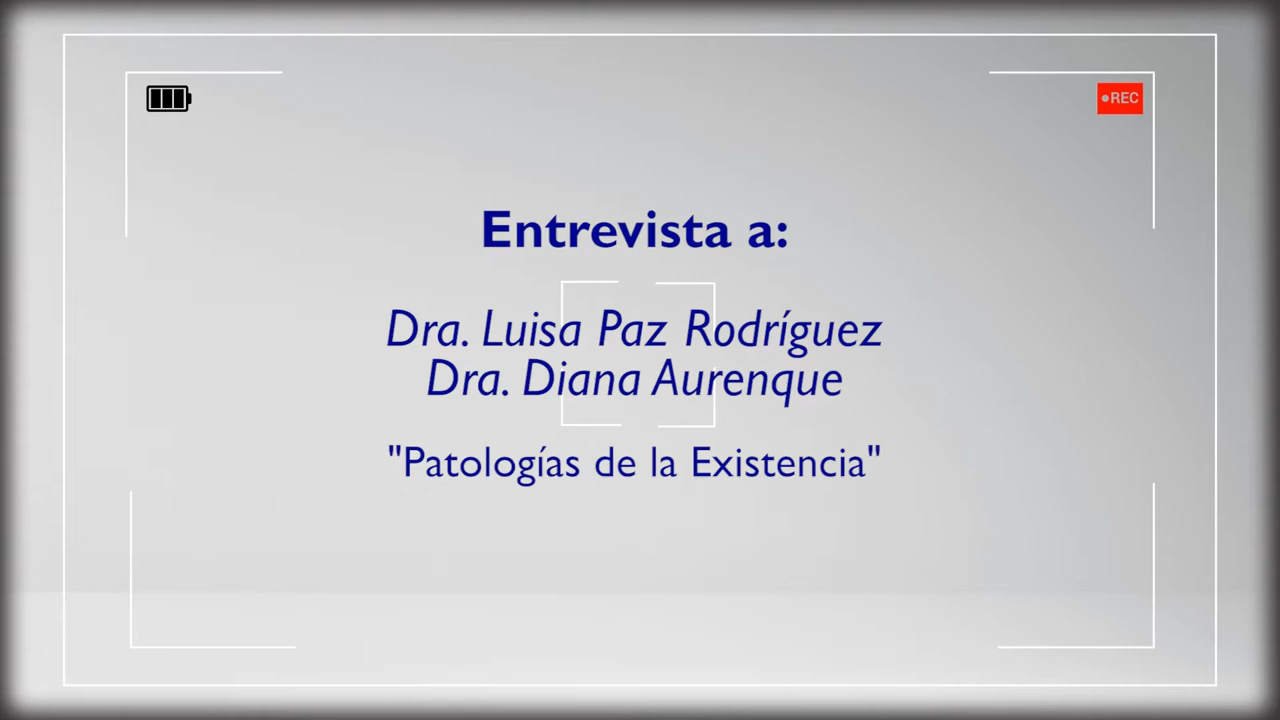 ●REC
Entrevista a:
Dra. Luisa Paz Rodríguez
Dra. Diana Aurenque
"Patologías de la Existencia"